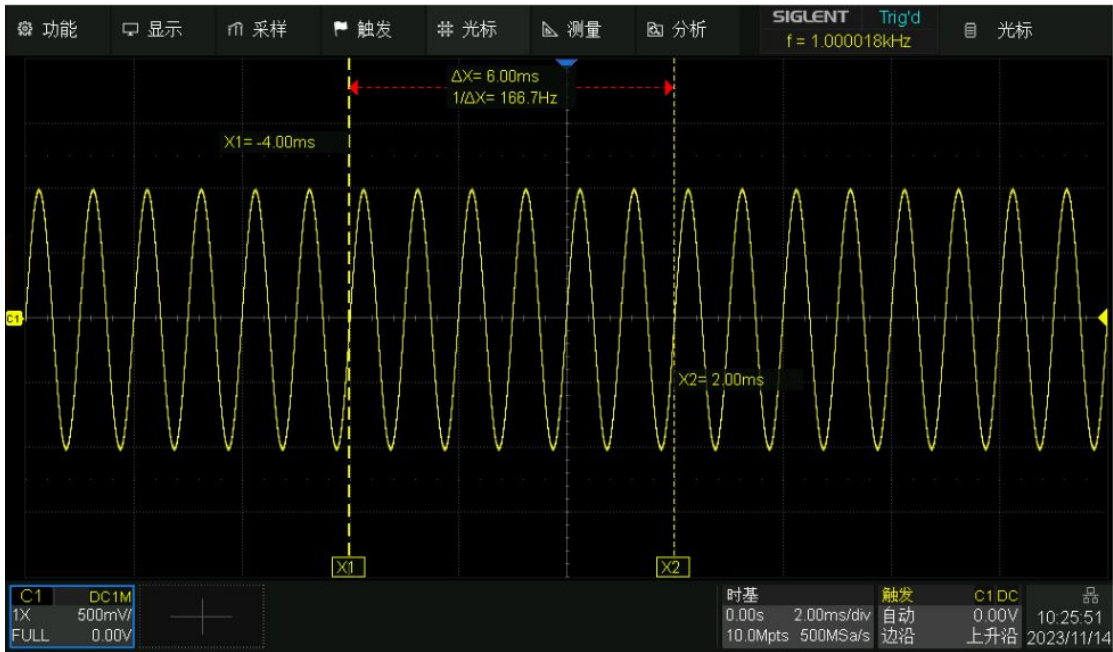 功能 显示 采样 触发 光标 测量 分析 SIGLENT Trig'd 光标
f = 1.000018kHz
ΔX= 6.00ms
1/ΔX= 166.7Hz
X1= -4.00ms
C1
X2= 2.00ms
X1 X2
C1 DC1M 时基 触发 C1 DC
1X 500mV/ 0.00s 2.00ms/div 自动 0.00V 10:25:51
FULL 0.00V 10.0Mpts 500MSa/s 边沿 上升沿 2023/11/14